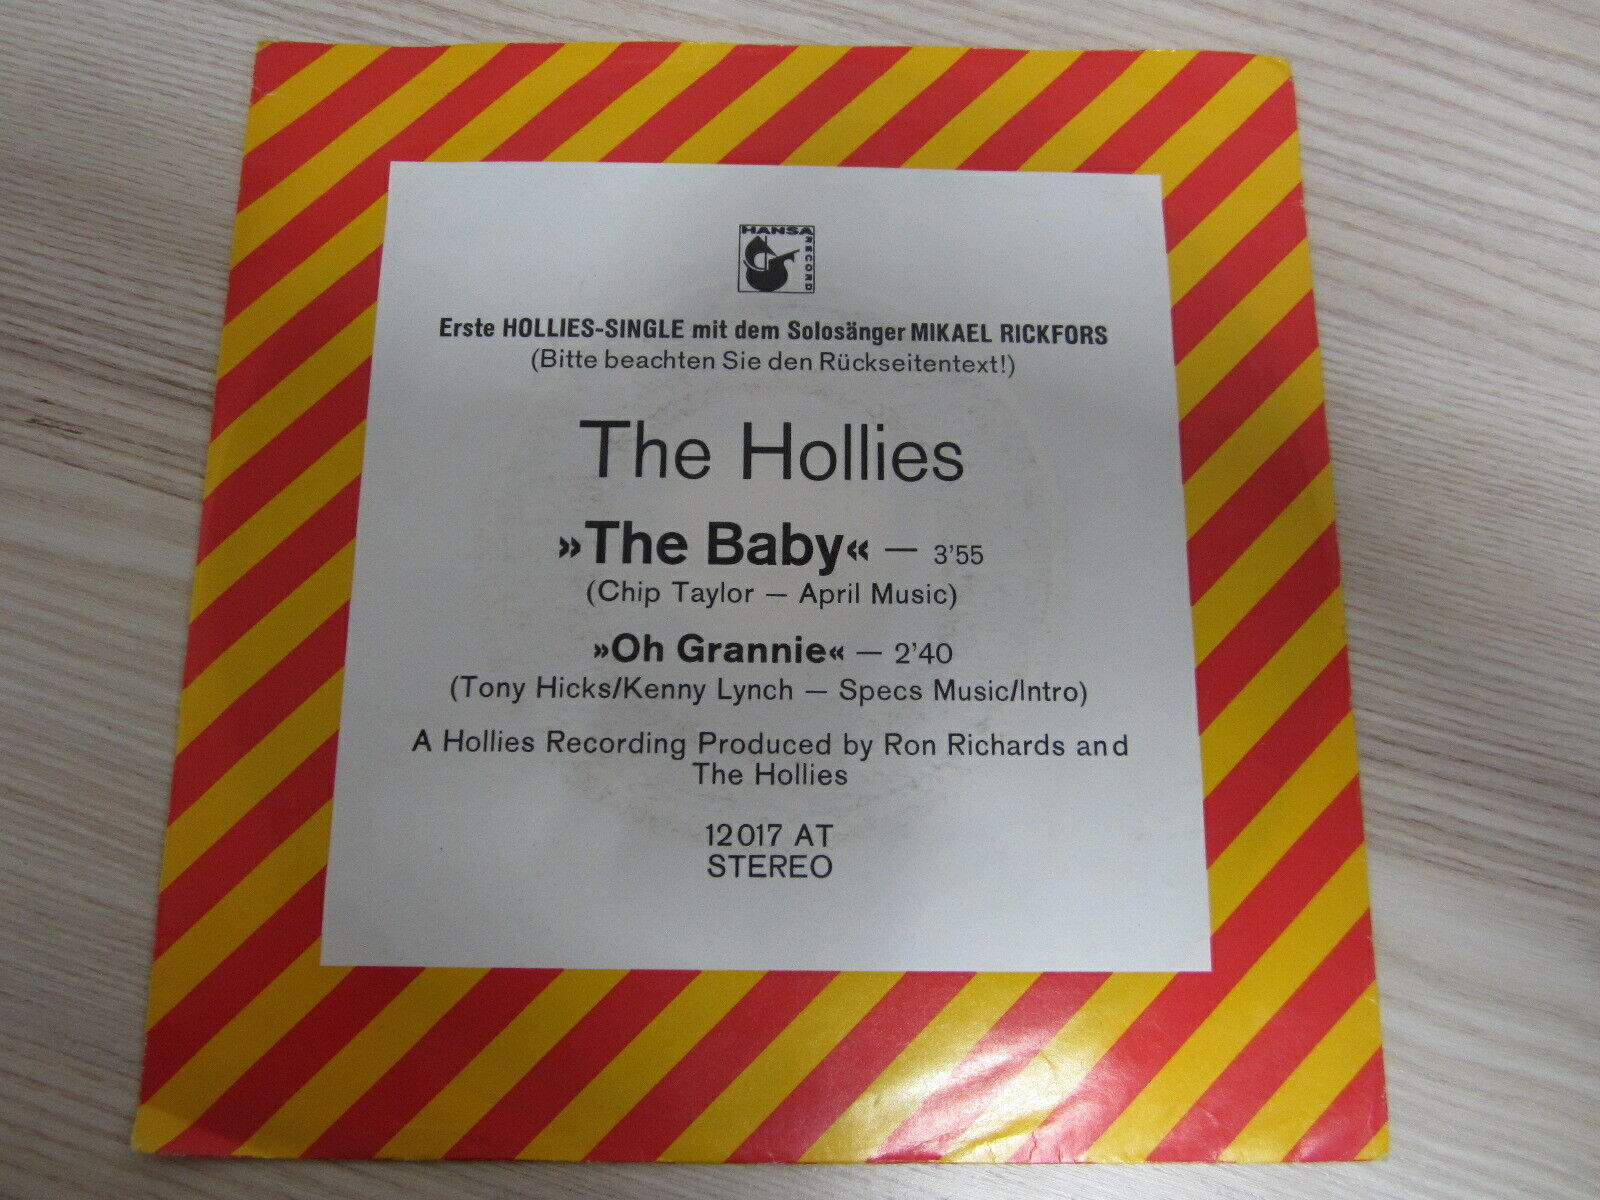 HANSA
RECORD
Erste HOLLIES-SINGLE mit dem Solosänger MIKAEL RICKFORS
(Bitte beachten Sie den Rückseitentext!)
The Hollies
»The Baby« — 3'55
(Chip Taylor — April Music)
»Oh Grannie« — 2'40
(Tony Hicks/Kenny Lynch — Specs Music/Intro)
A Hollies Recording Produced by Ron Richards and
The Hollies
12017 AT
STEREO